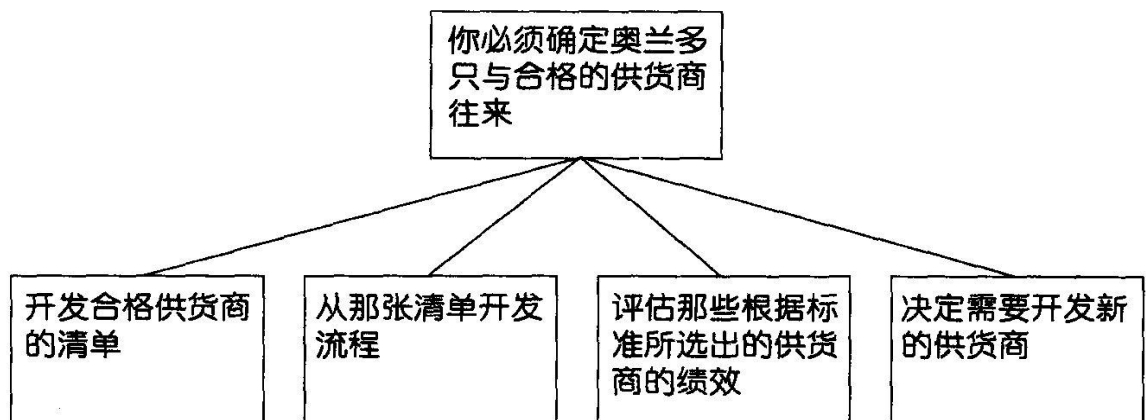 你必须确定奥兰多
只与合格的供货商
往来
开发合格供货商
的清单
从那张清单开发
流程
评估那些根据标
准所选出的供货
商的绩效
决定需要开发新
的供货商